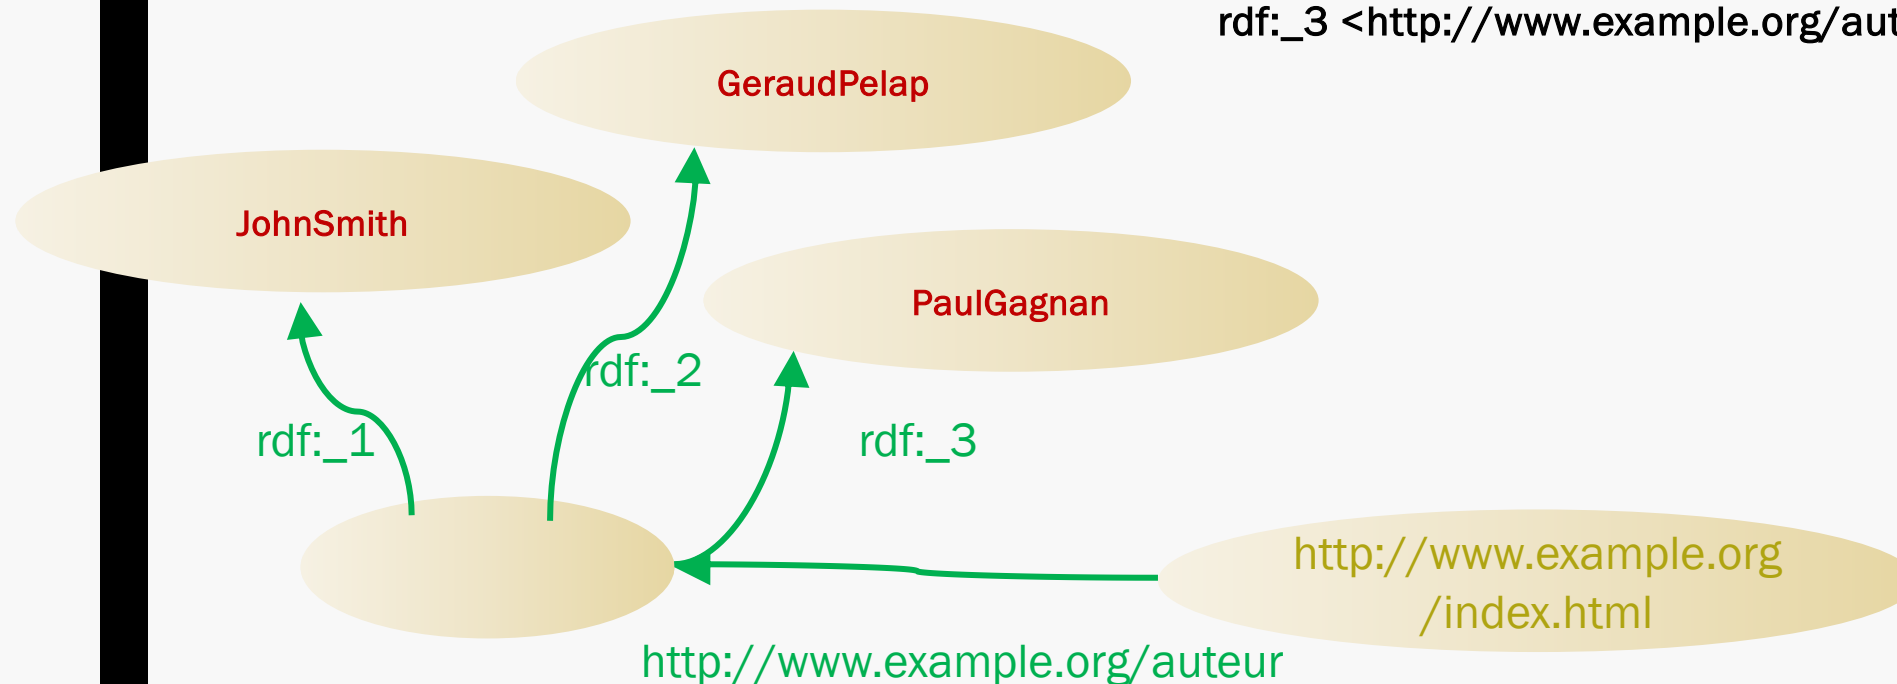 rdf:_3 <http://www.example.org/aut
GeraudPelap
JohnSmith
PaulGagnan
rdf:_2
rdf:_1
rdf:_3
http://www.example.org
/index.html
http://www.example.org/auteur